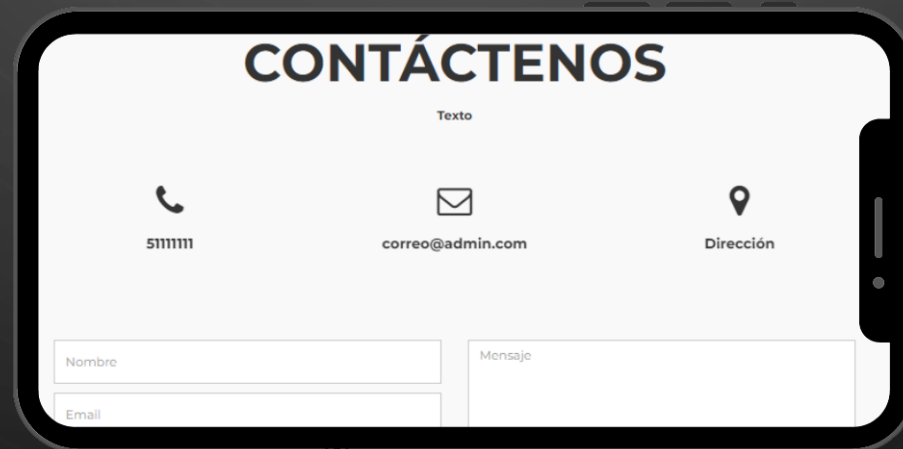 CONTÁCTENOS
Texto
51111111
correo@admin.com
Dirección
Nombre
Mensaje
Email